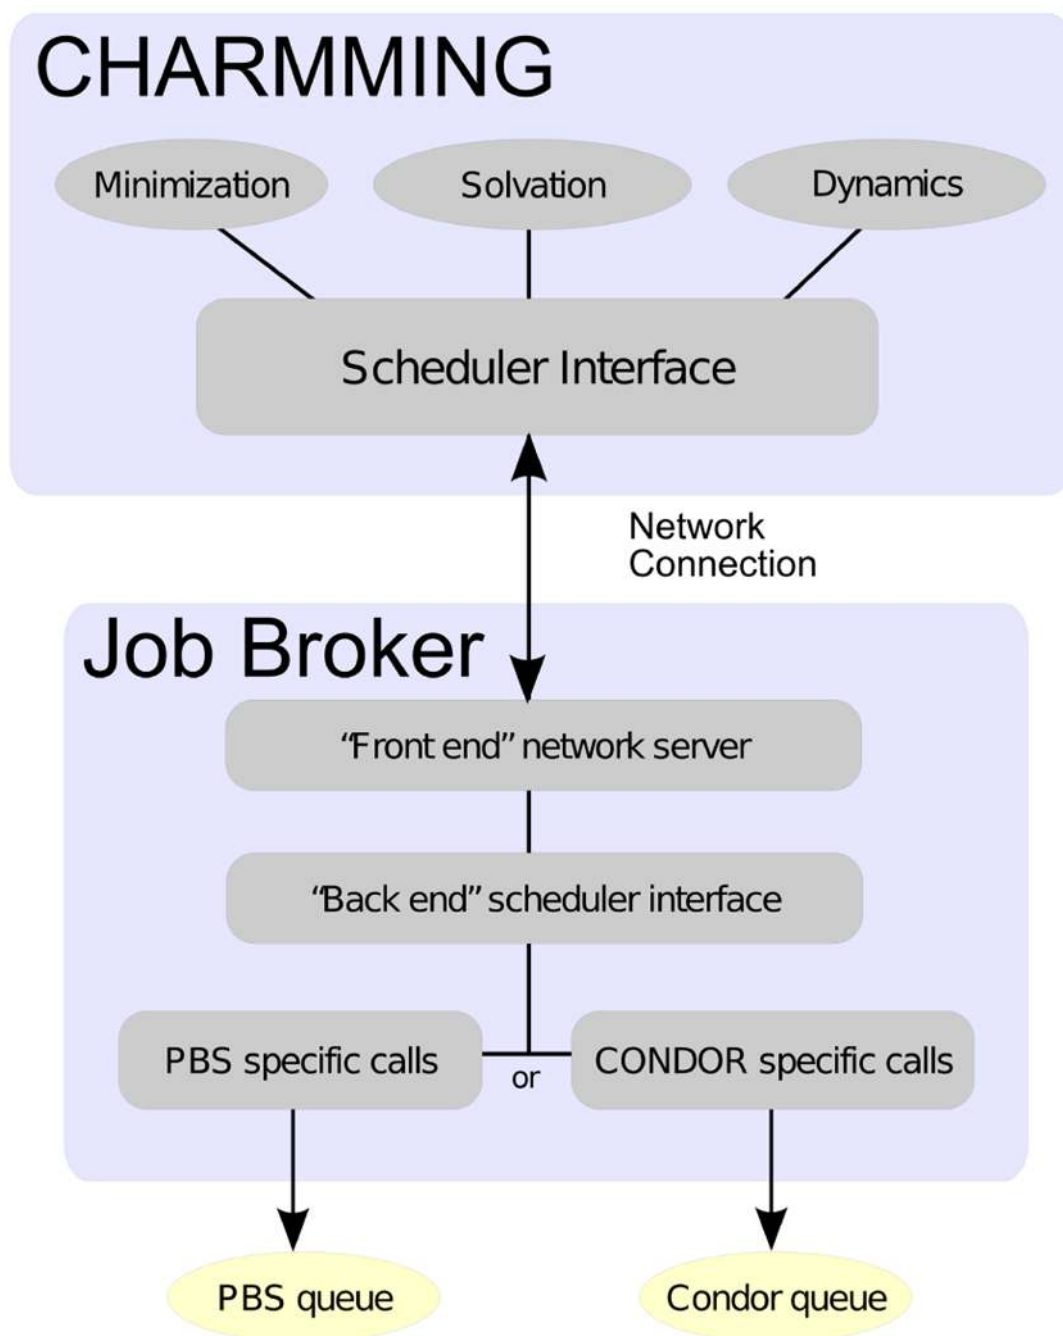 CHARMMING
Minimization
Solvation
Dynamics
Scheduler Interface
Network
Connection
Job Broker
“Front end” network server
“Back end” scheduler interface
PBS specific calls
or
CONDOR specific calls
PBS queue
Condor queue